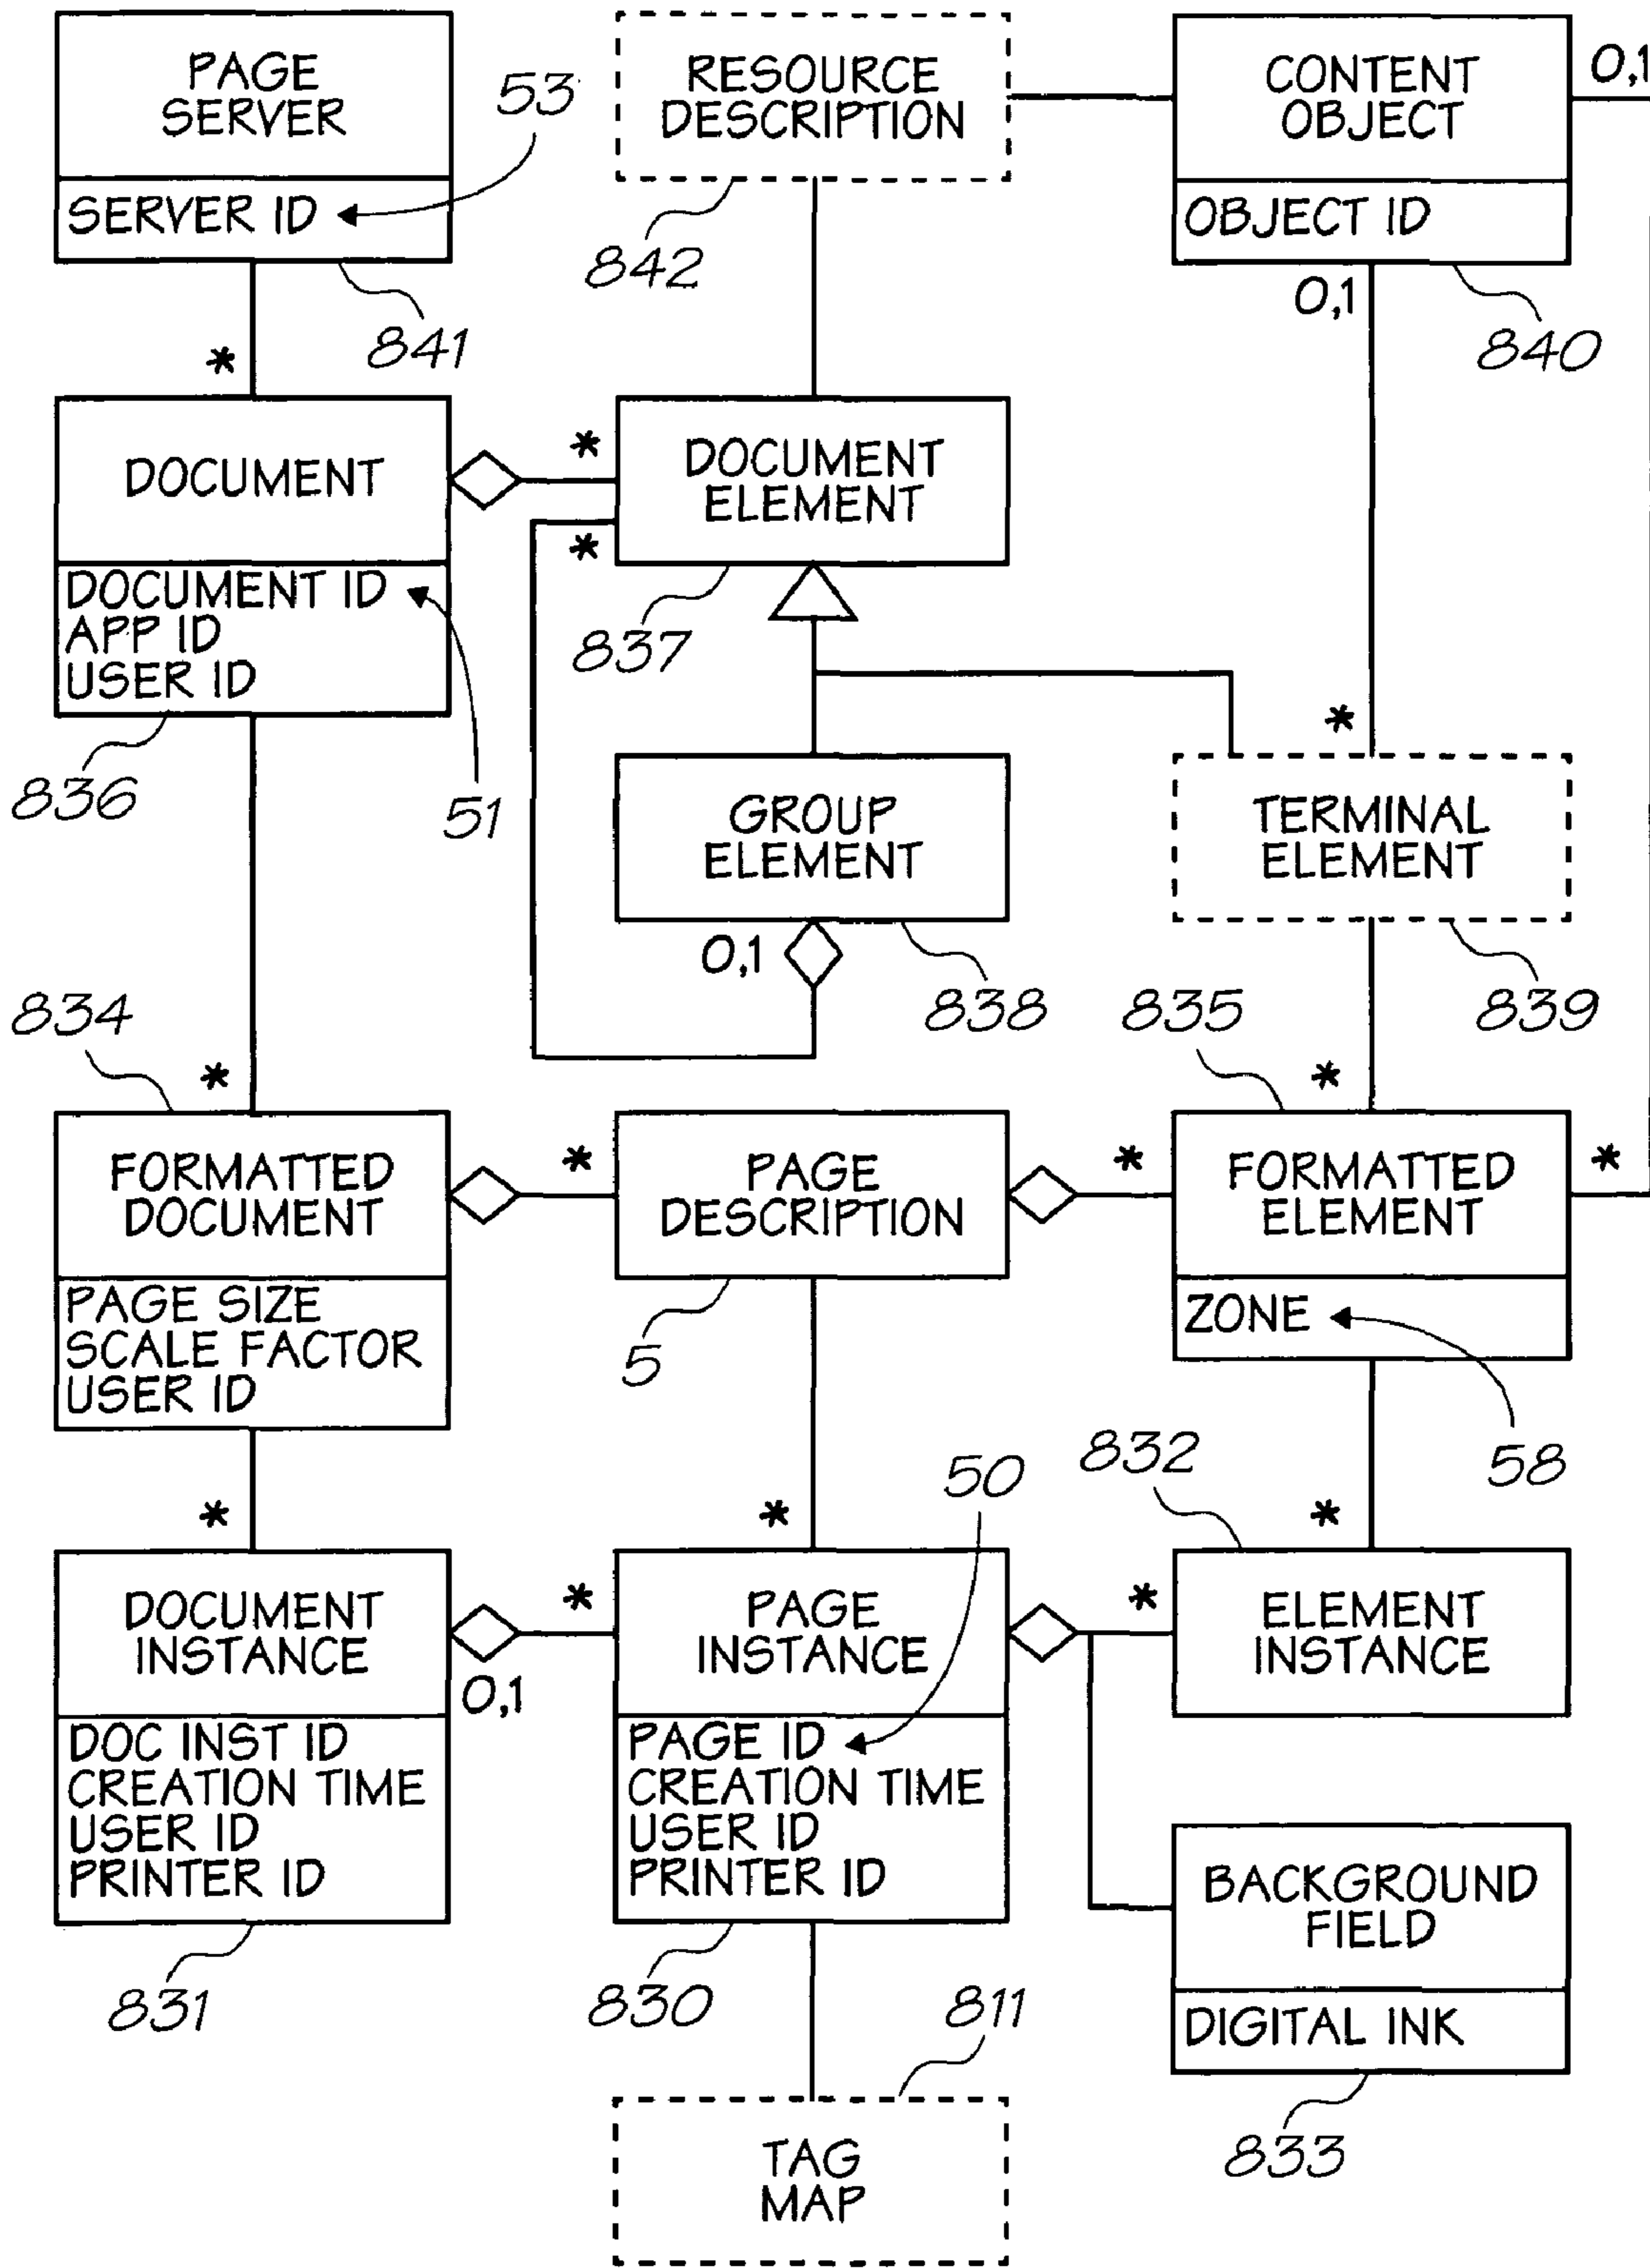 PAGE
SERVER
SERVER ID
53
841
RESOURCE
DESCRIPTION
842
CONTENT
OBJECT
OBJECT ID
0,1
0,1
840
*
DOCUMENT
DOCUMENT ID
APP ID
USER ID
836
51
*
*
DOCUMENT
ELEMENT
837
GROUP
ELEMENT
0,1
838
*
TERMINAL
ELEMENT
839
834
*
FORMATTED
DOCUMENT
PAGE SIZE
SCALE FACTOR
USER ID
*
PAGE
DESCRIPTION
5
835
*
*
FORMATTED
ELEMENT
*
ZONE
58
*
DOCUMENT
INSTANCE
0,1
DOC INST ID
CREATION TIME
USER ID
PRINTER ID
831
*
*
50
PAGE
INSTANCE
PAGE ID
CREATION TIME
USER ID
PRINTER ID
830
832
*
*
ELEMENT
INSTANCE
BACKGROUND
FIELD
DIGITAL INK
833
811
TAG
MAP